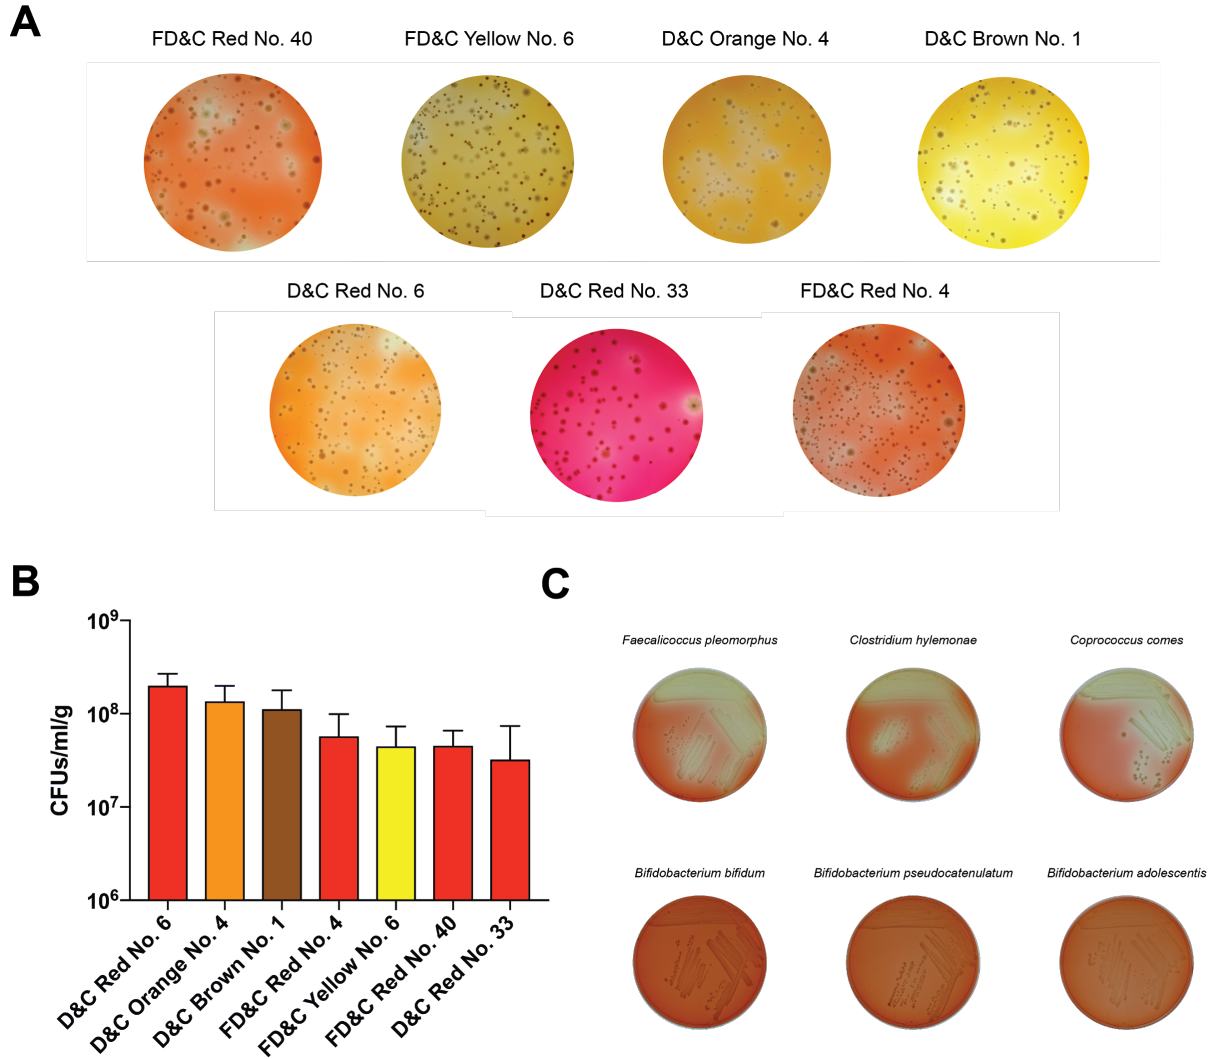 A
FD&C Red No. 40
FD&C Yellow No. 6
D&C Orange No. 4
D&C Brown No. 1
D&C Red No. 6
D&C Red No. 33
FD&C Red No. 4
B
CFUs/ml/g
10⁹
10⁸
10⁷
10⁶
D&C Red No. 6
D&C Orange No. 4
D&C Brown No. 1
FD&C Red No. 4
FD&C Yellow No. 6
FD&C Red No. 40
D&C Red No. 33
C
Faecalicoccus pleomorphus
Clostridium hylemonae
Coprococcus comes
Bifidobacterium bifidum
Bifidobacterium pseudocatenulatum
Bifidobacterium adolescentis